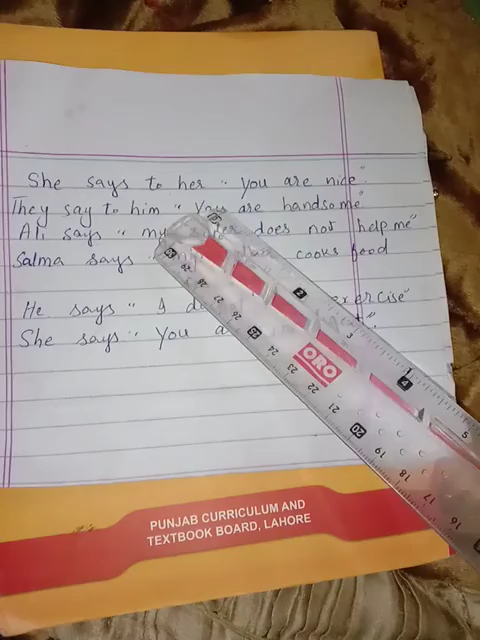 She says to her " you are nice"
They say to him " You are handsome"
Ali says " my sister does not help me"
Salma says " cooks food
He says " I exercise"
She says " You
ORO
PUNJAB CURRICULUM AND
TEXTBOOK BOARD, LAHORE